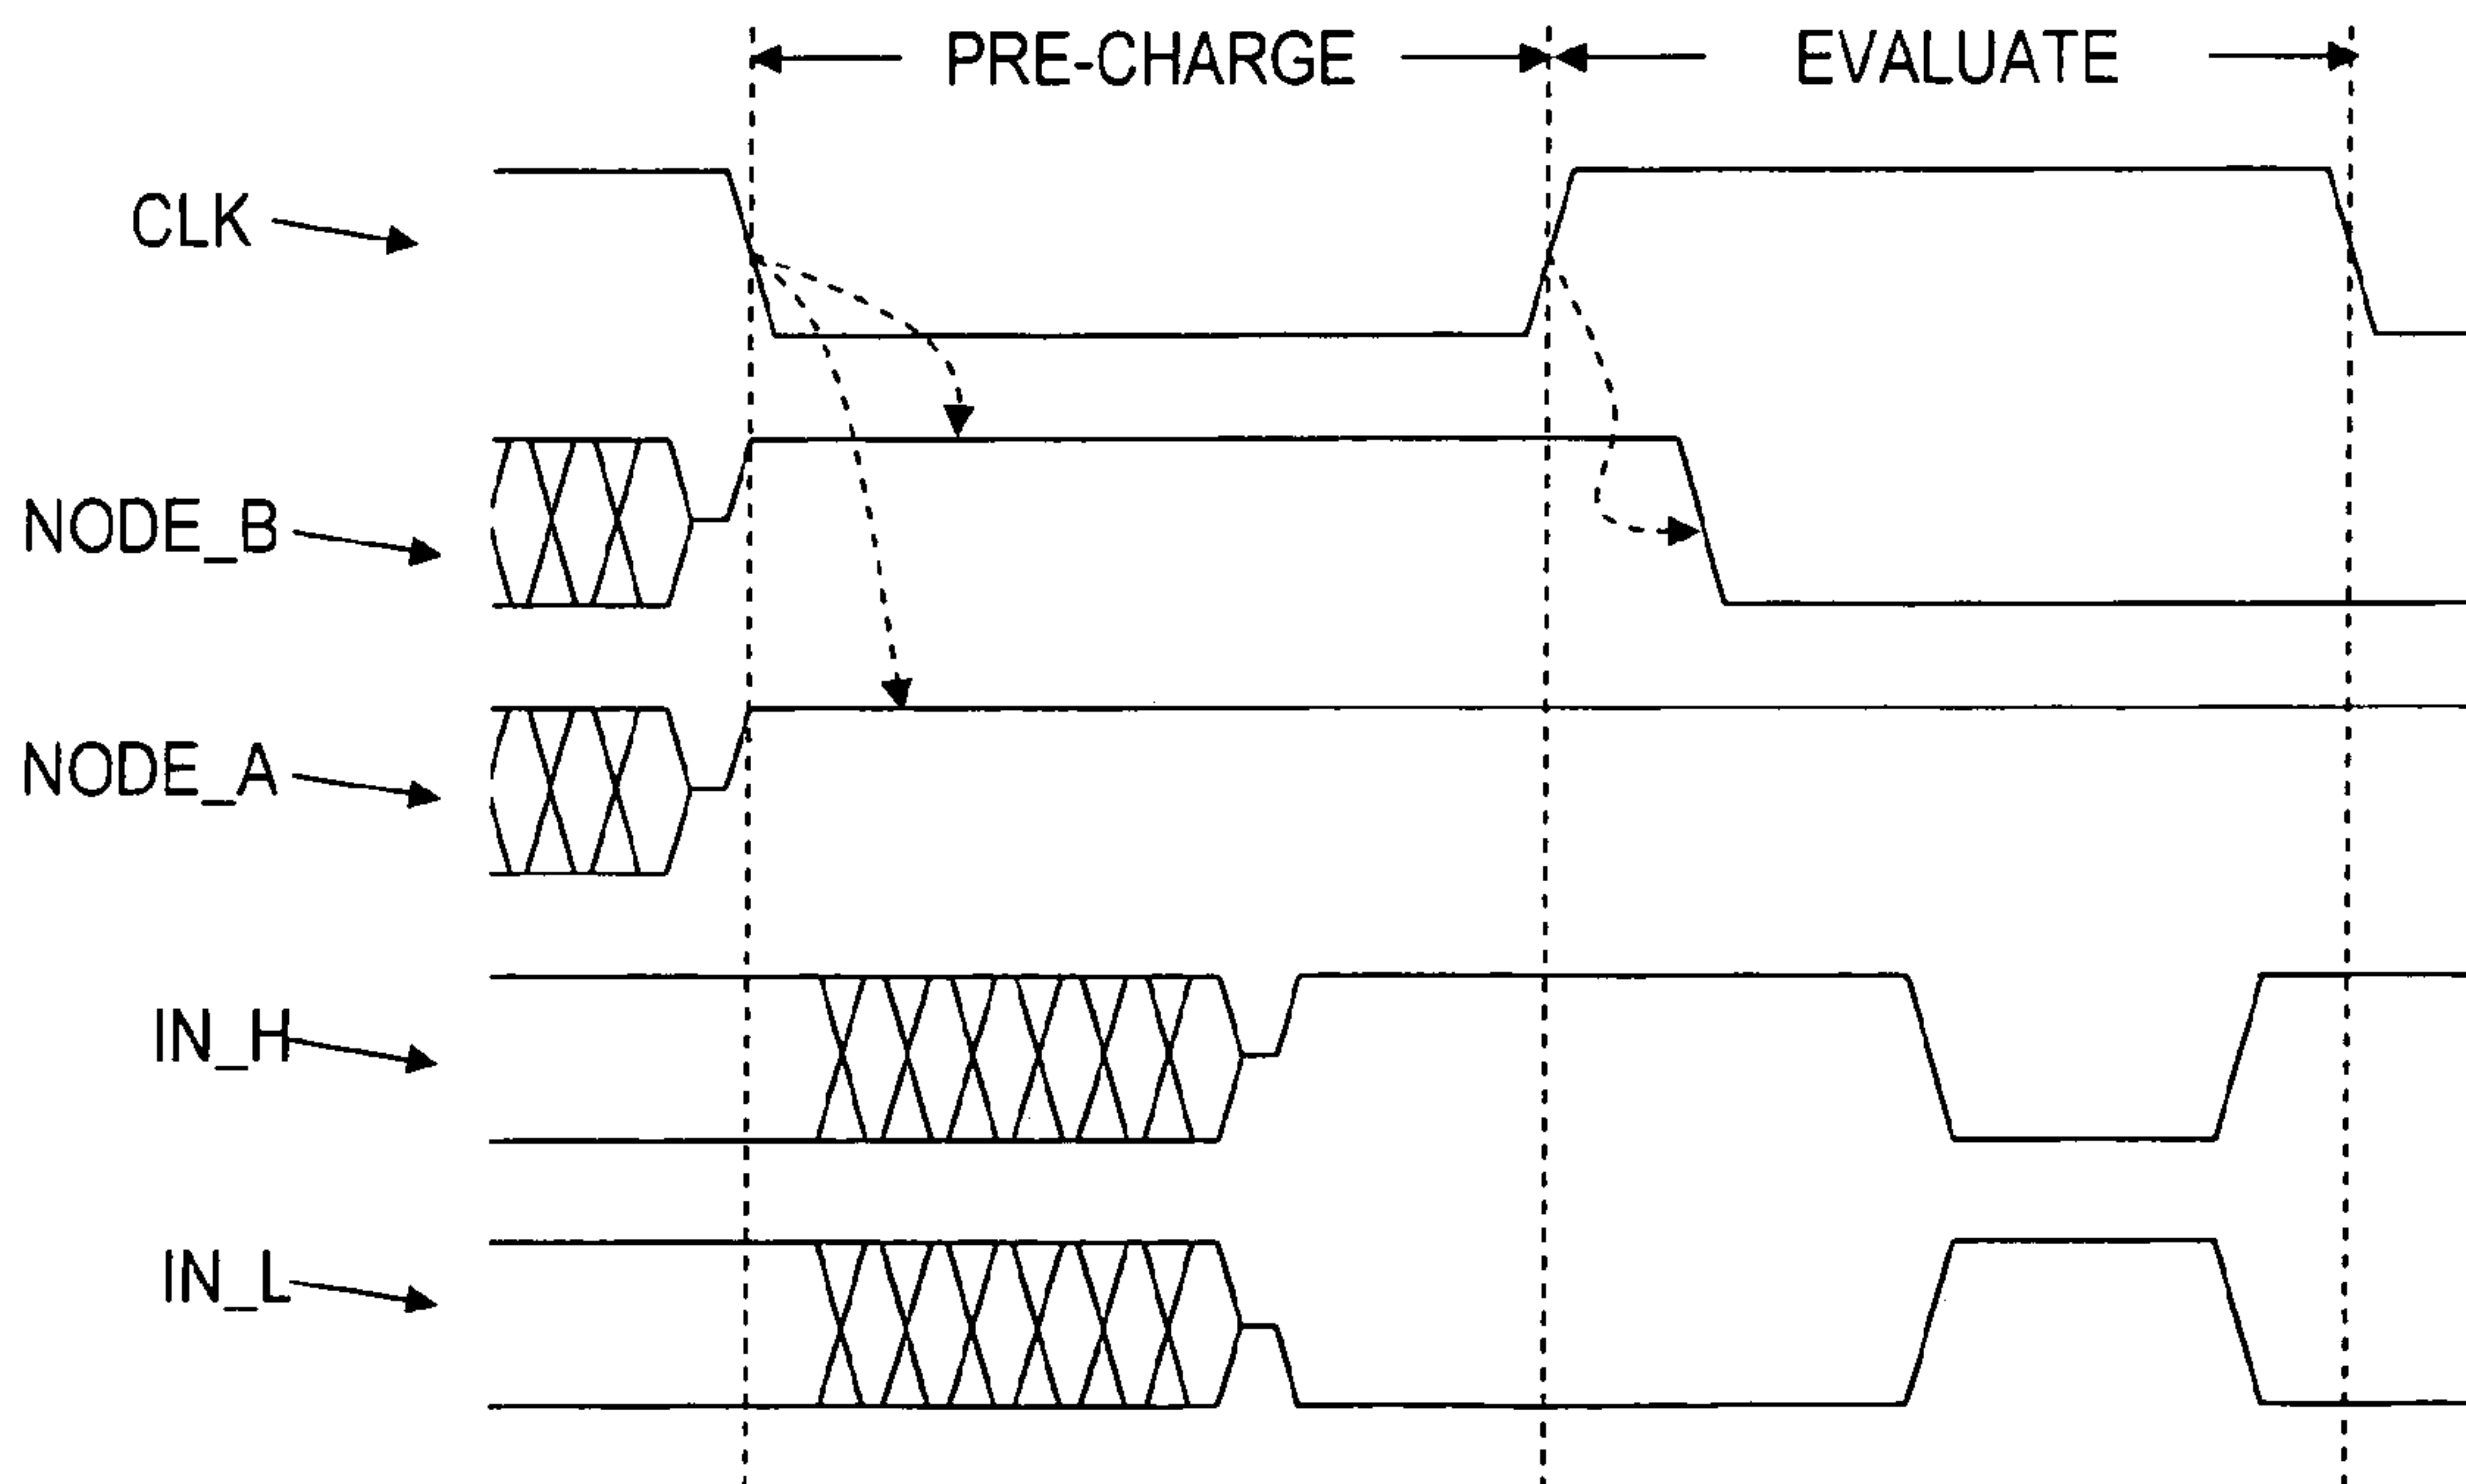 PRE-CHARGE EVALUATE
CLK
NODE_B
NODE_A
IN_H
IN_L